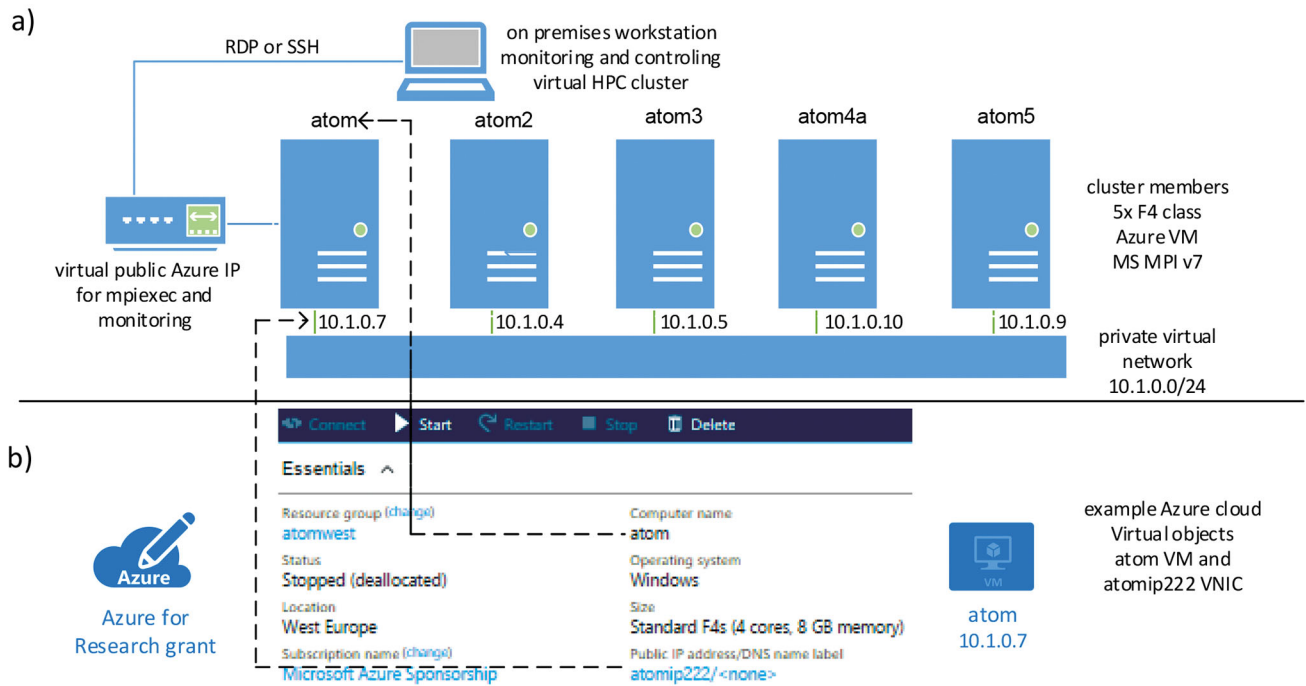 a)
RDP or SSH
on premises workstation
monitoring and controling
virtual HPC cluster
atom
atom2
atom3
atom4a
atom5
cluster members
5x F4 class
Azure VM
MS MPI v7
virtual public Azure IP
for mpiexec and
monitoring
10.1.0.7
10.1.0.4
10.1.0.5
10.1.0.10
10.1.0.9
private virtual
network
10.1.0.0/24
b)
Connect
Start
Restart
Stop
Delete
Essentials
Resource group (change)
atomwest
Status
Stopped (deallocated)
Location
West Europe
Subscription name (change)
Microsoft Azure Sponsorship
Computer name
atom
Operating system
Windows
Size
Standard F4s (4 cores, 8 GB memory)
Public IP address/DNS name label
atomip222/<none>
Azure
Azure for
Research grant
VM
atom
10.1.0.7
example Azure cloud
Virtual objects
atom VM and
atomip222 VNIC